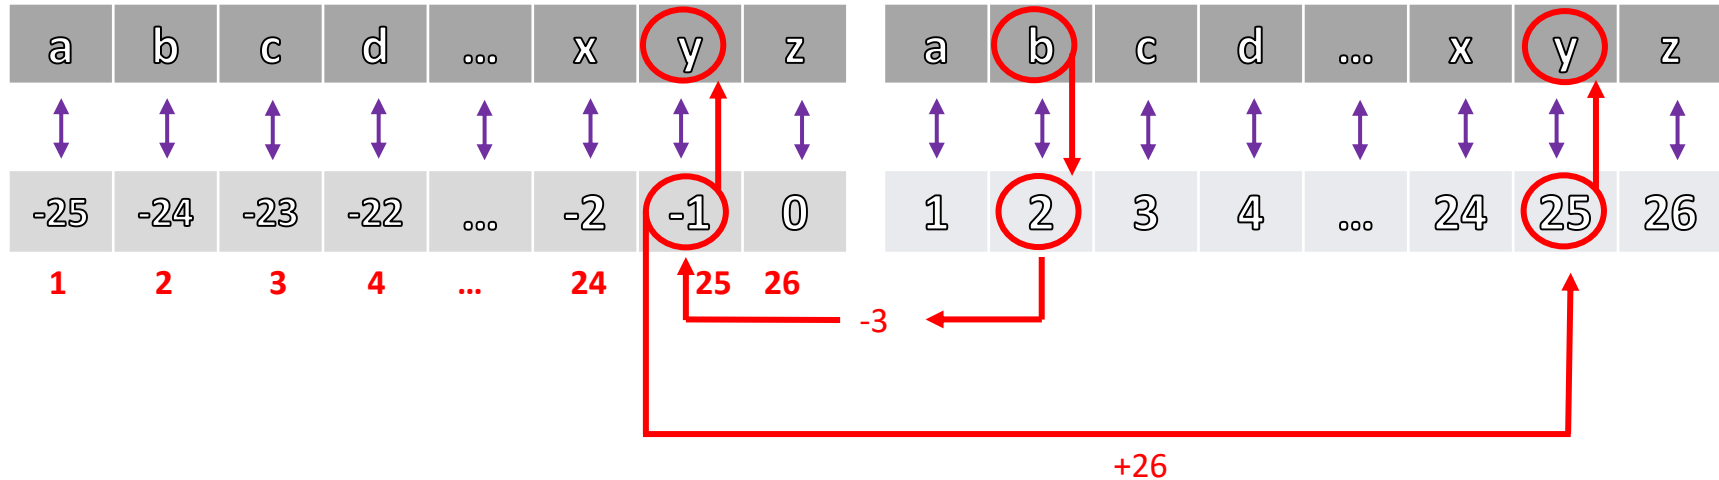 a b c d ... x y z a b c d ... x y z
-25 -24 -23 -22 ... -2 -1 0 1 2 3 4 ... 24 25 26
1 2 3 4 ... 24 25 26
-3
+26